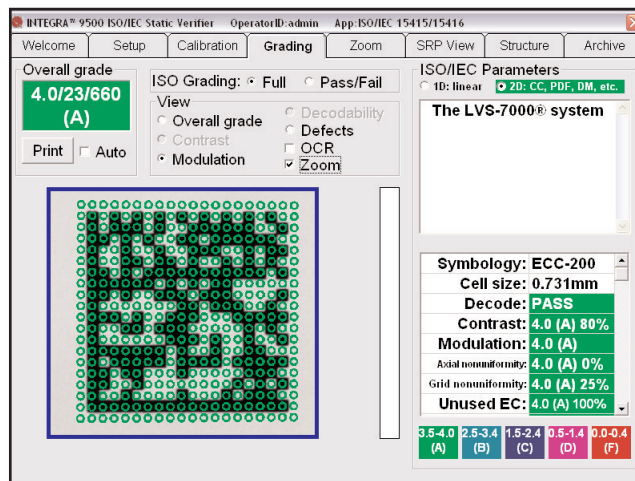 INTEGRA™ 9500 ISO/IEC Static Verifier OperatorID:admin App:ISO/IEC 15415/15416
Welcome Setup Calibration Grading Zoom SRP View Structure Archive
Overall grade
4.0/23/660
(A)
Print Auto
ISO Grading: Full Pass/Fail
View
Overall grade
Contrast
Modulation
Decodability
Defects
OCR
Zoom
ISO/IEC Parameters
1D: linear 2D: CC, PDF, DM, etc.
The LVS-7000® system
Symbology: ECC-200
Cell size: 0.731mm
Decode: PASS
Contrast: 4.0 (A) 80%
Modulation: 4.0 (A)
Axial nonuniformity: 4.0 (A) 0%
Grid nonuniformity: 4.0 (A) 25%
Unused EC: 4.0 (A) 100%
3.5-4.0 2.5-3.4 1.5-2.4 0.5-1.4 0.0-0.4
(A) (B) (C) (D) (F)